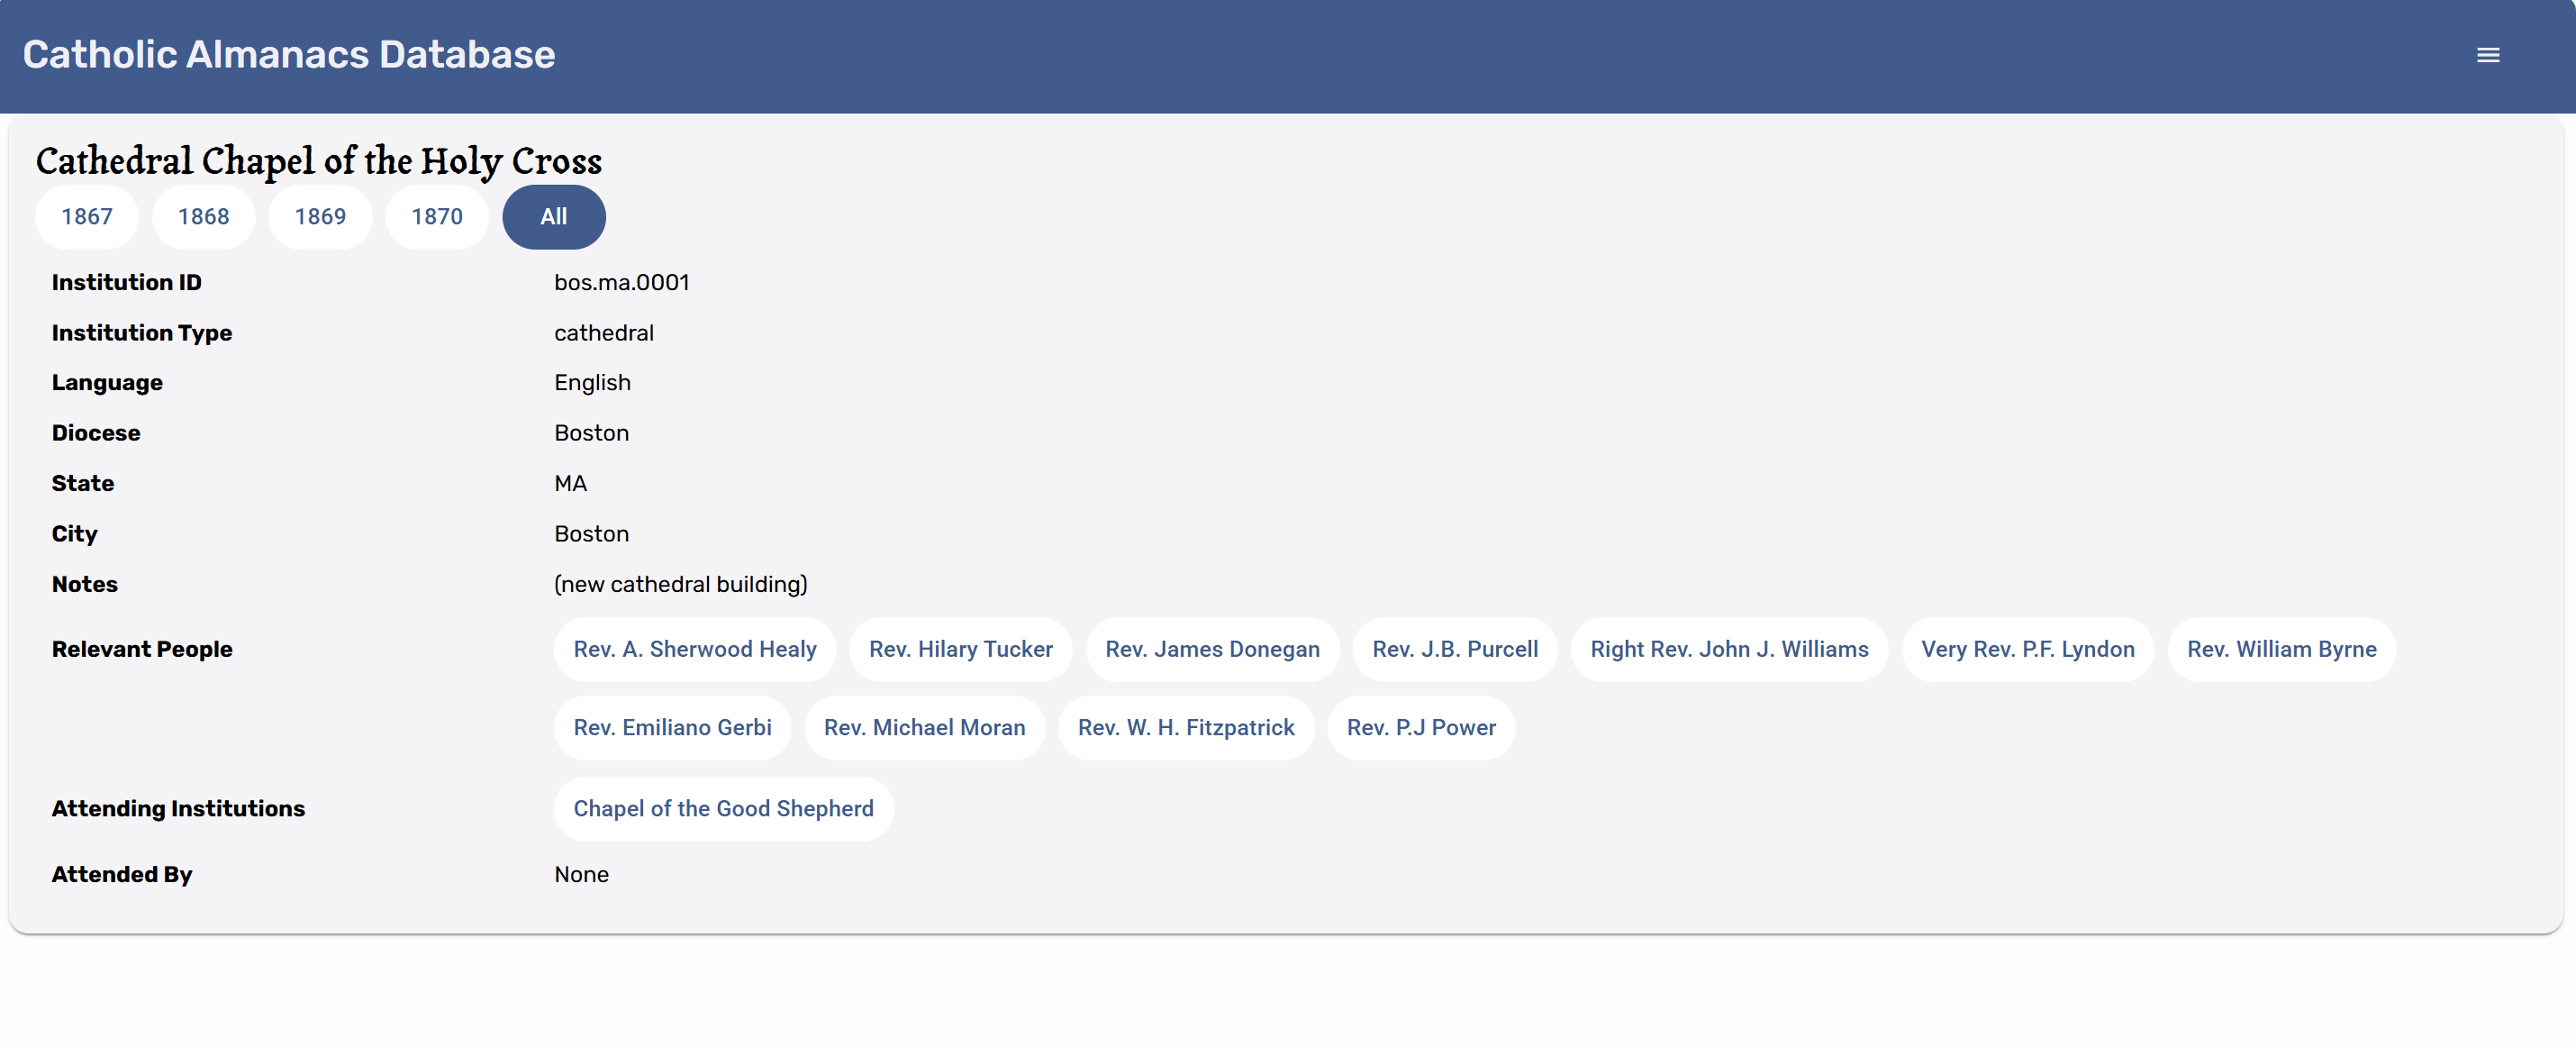 Catholic Almanacs Database
Cathedral Chapel of the Holy Cross
1867 1868 1869 1870 All
Institution ID bos.ma.0001
Institution Type cathedral
Language English
Diocese Boston
State MA
City Boston
Notes (new cathedral building)
Relevant People Rev. A. Sherwood Healy Rev. Hilary Tucker Rev. James Donegan Rev. J.B. Purcell Right Rev. John J. Williams Very Rev. P.F. Lyndon Rev. William Byrne
Rev. Emiliano Gerbi Rev. Michael Moran Rev. W. H. Fitzpatrick Rev. P.J Power
Attending Institutions Chapel of the Good Shepherd
Attended By None